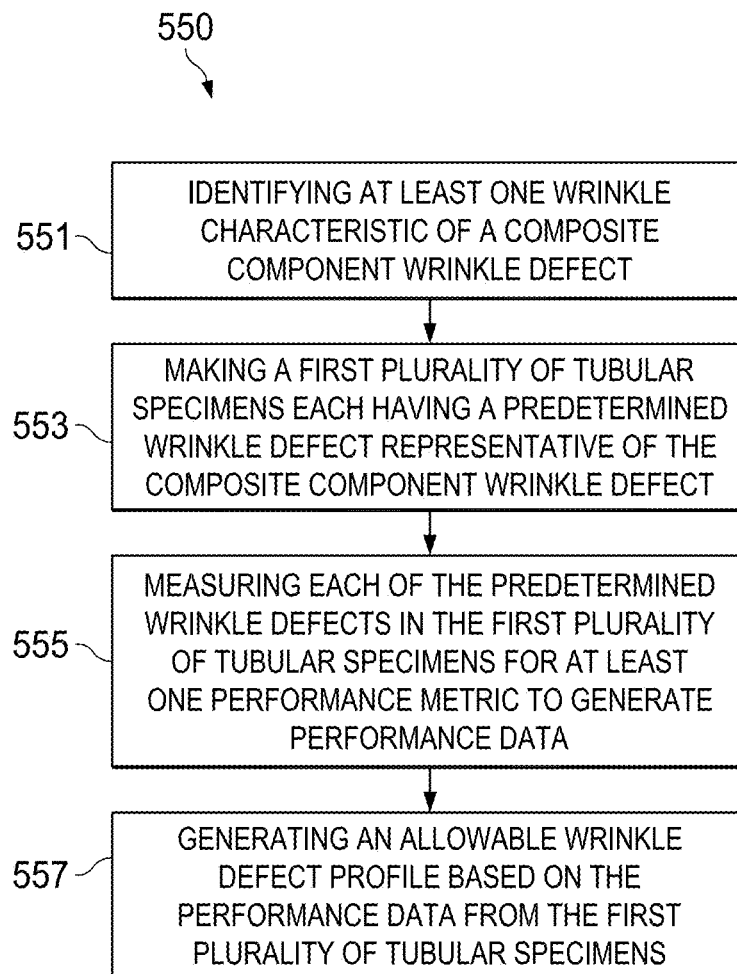 550
551
IDENTIFYING AT LEAST ONE WRINKLE
CHARACTERISTIC OF A COMPOSITE
COMPONENT WRINKLE DEFECT
553
MAKING A FIRST PLURALITY OF TUBULAR
SPECIMENS EACH HAVING A PREDETERMINED
WRINKLE DEFECT REPRESENTATIVE OF THE
COMPOSITE COMPONENT WRINKLE DEFECT
555
MEASURING EACH OF THE PREDETERMINED
WRINKLE DEFECTS IN THE FIRST PLURALITY
OF TUBULAR SPECIMENS FOR AT LEAST
ONE PERFORMANCE METRIC TO GENERATE
PERFORMANCE DATA
557
GENERATING AN ALLOWABLE WRINKLE
DEFECT PROFILE BASED ON THE
PERFORMANCE DATA FROM THE FIRST
PLURALITY OF TUBULAR SPECIMENS